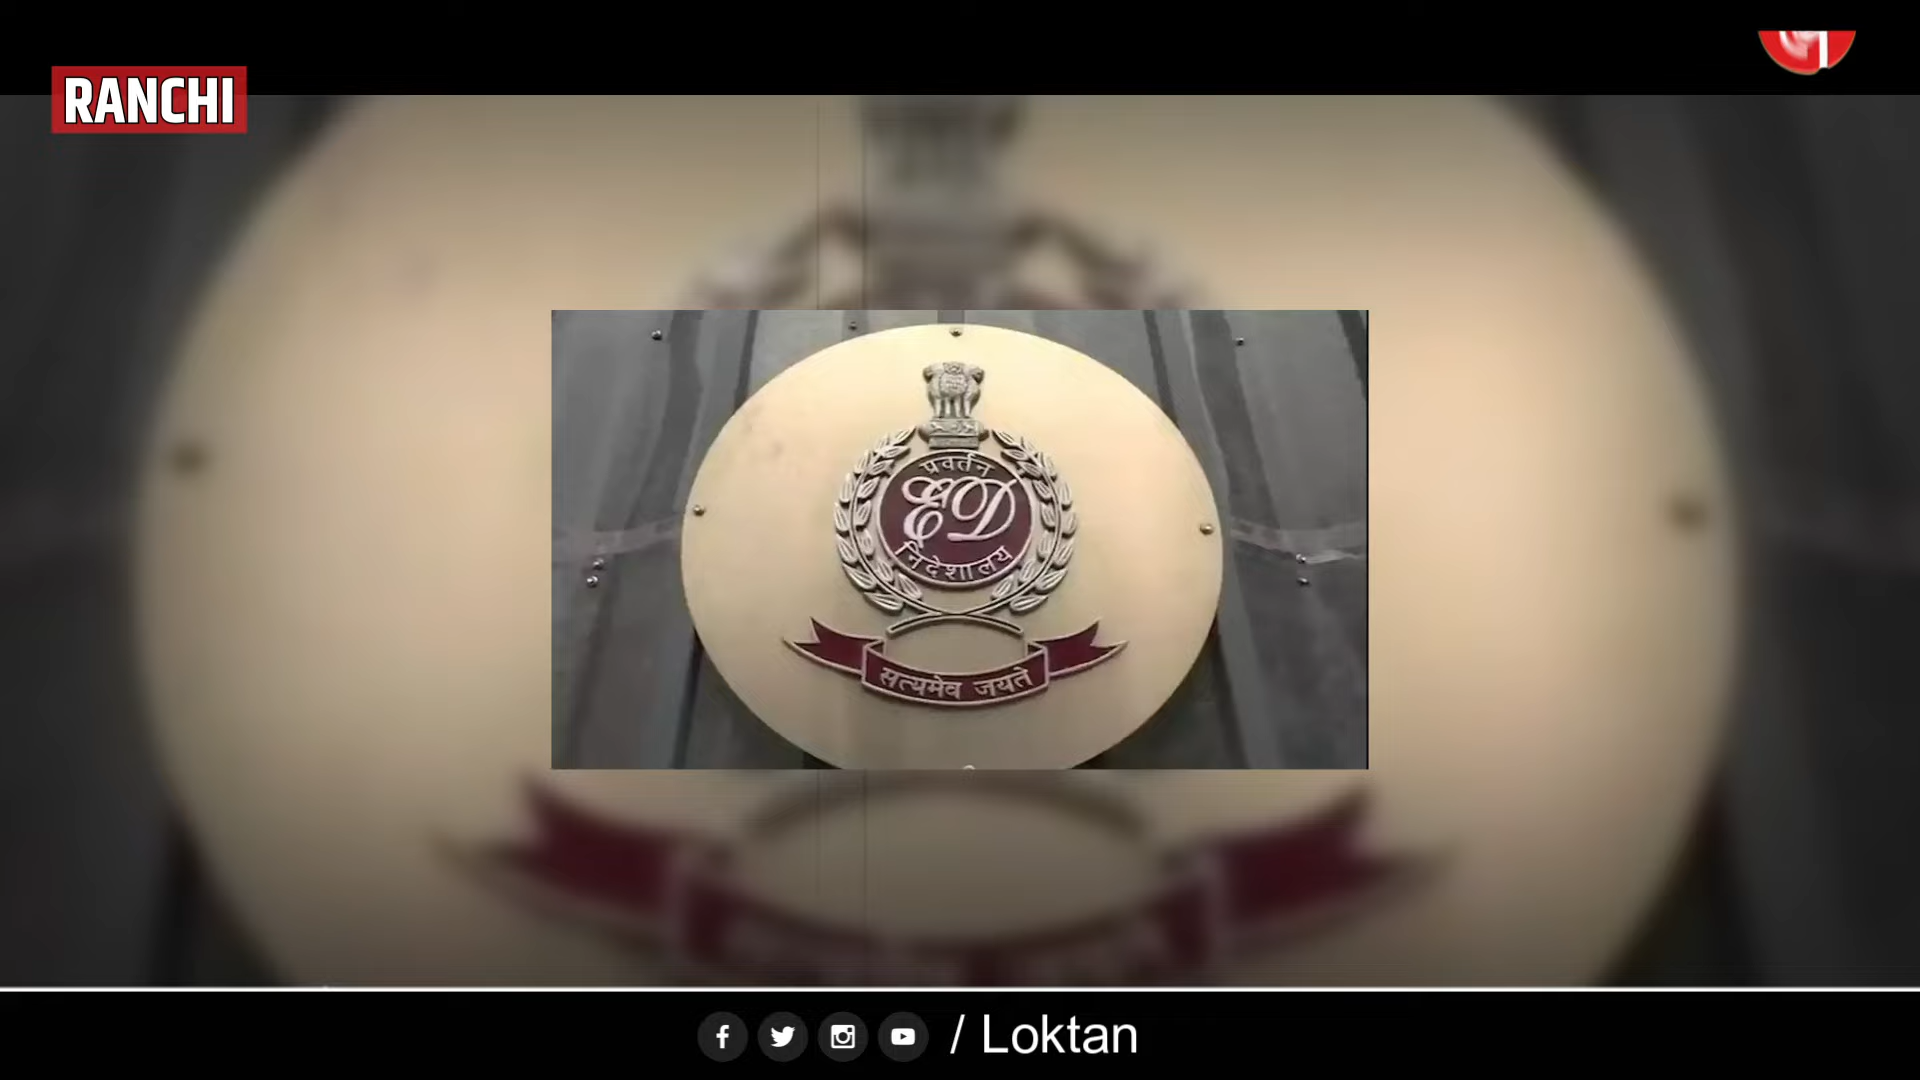 RANCHI
प्रवर्तन
ED
निदेशालय
सत्यमेव जयते
/ Loktan